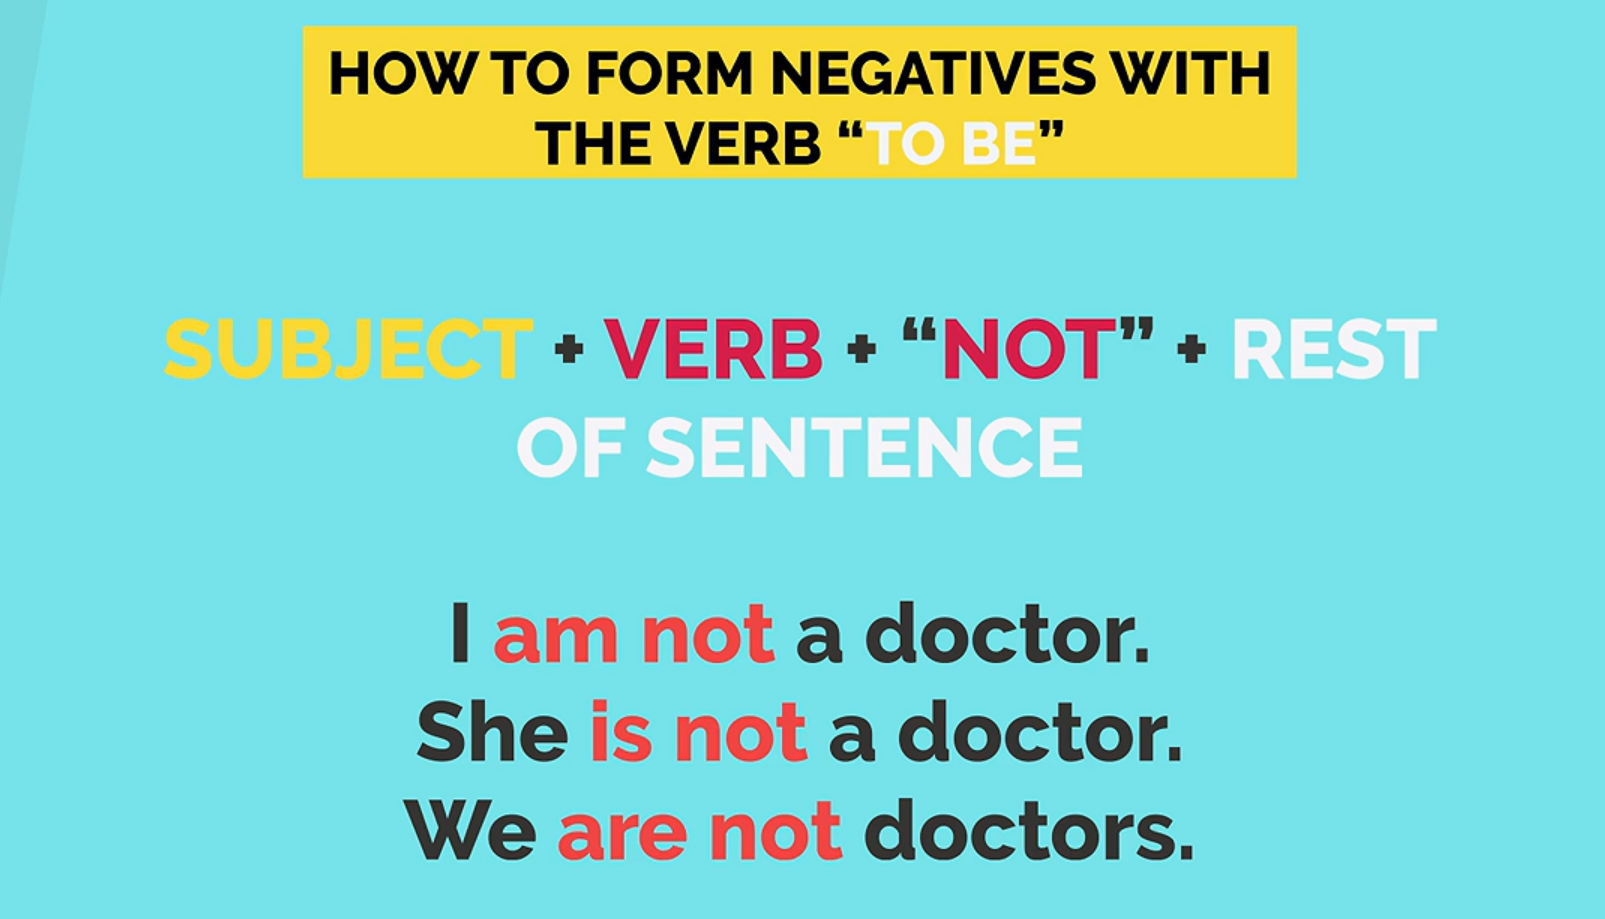 HOW TO FORM NEGATIVES WITH
THE VERB “TO BE”
SUBJECT + VERB + “NOT” + REST
OF SENTENCE
I am not a doctor.
She is not a doctor.
We are not doctors.